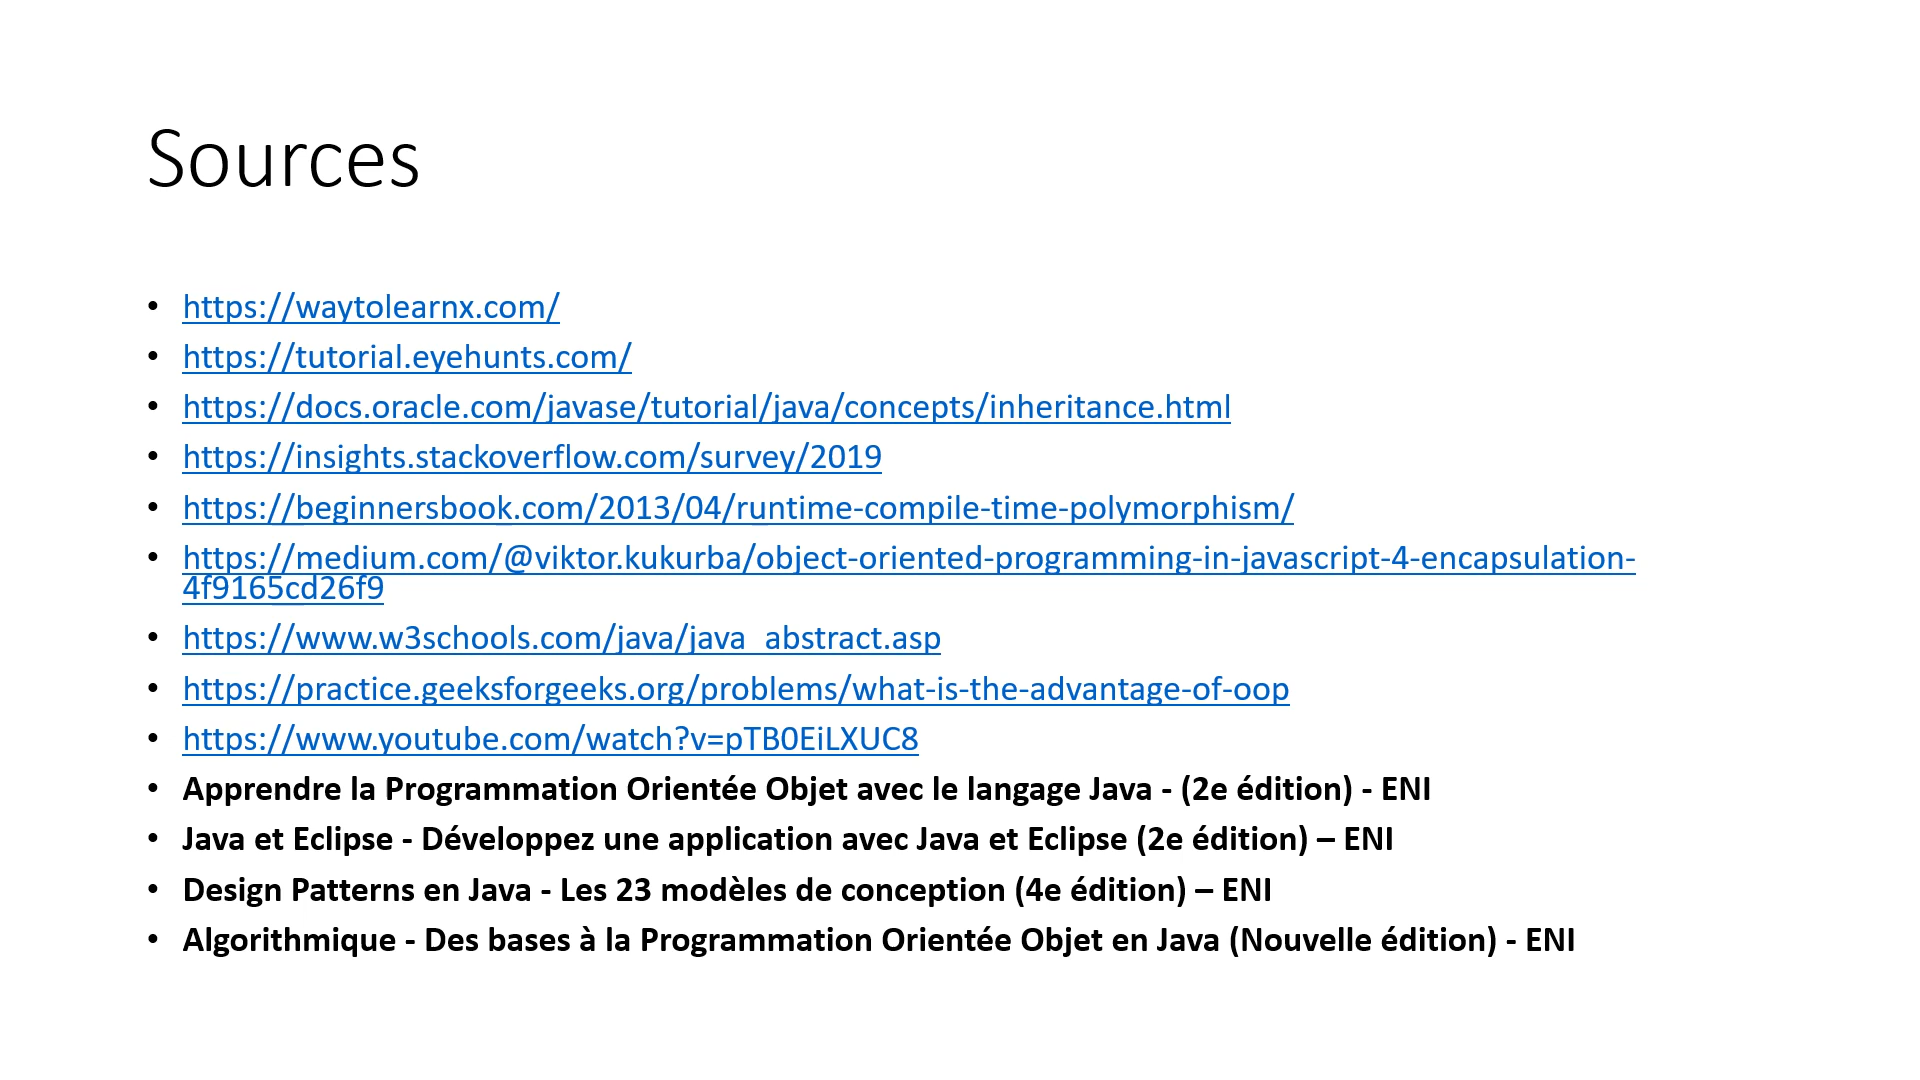 Sources
• https://waytolearnx.com/
• https://tutorial.eyehunts.com/
• https://docs.oracle.com/javase/tutorial/java/concepts/inheritance.html
• https://insights.stackoverflow.com/survey/2019
• https://beginnersbook.com/2013/04/runtime-compile-time-polymorphism/
• https://medium.com/@viktor.kukurba/object-oriented-programming-in-javascript-4-encapsulation-
4f9165cd26f9
• https://www.w3schools.com/java/java_abstract.asp
• https://practice.geeksforgeeks.org/problems/what-is-the-advantage-of-oop
• https://www.youtube.com/watch?v=pTB0EiLXUC8
• Apprendre la Programmation Orientée Objet avec le langage Java - (2e édition) - ENI
• Java et Eclipse - Développez une application avec Java et Eclipse (2e édition) – ENI
• Design Patterns en Java - Les 23 modèles de conception (4e édition) – ENI
• Algorithmique - Des bases à la Programmation Orientée Objet en Java (Nouvelle édition) - ENI